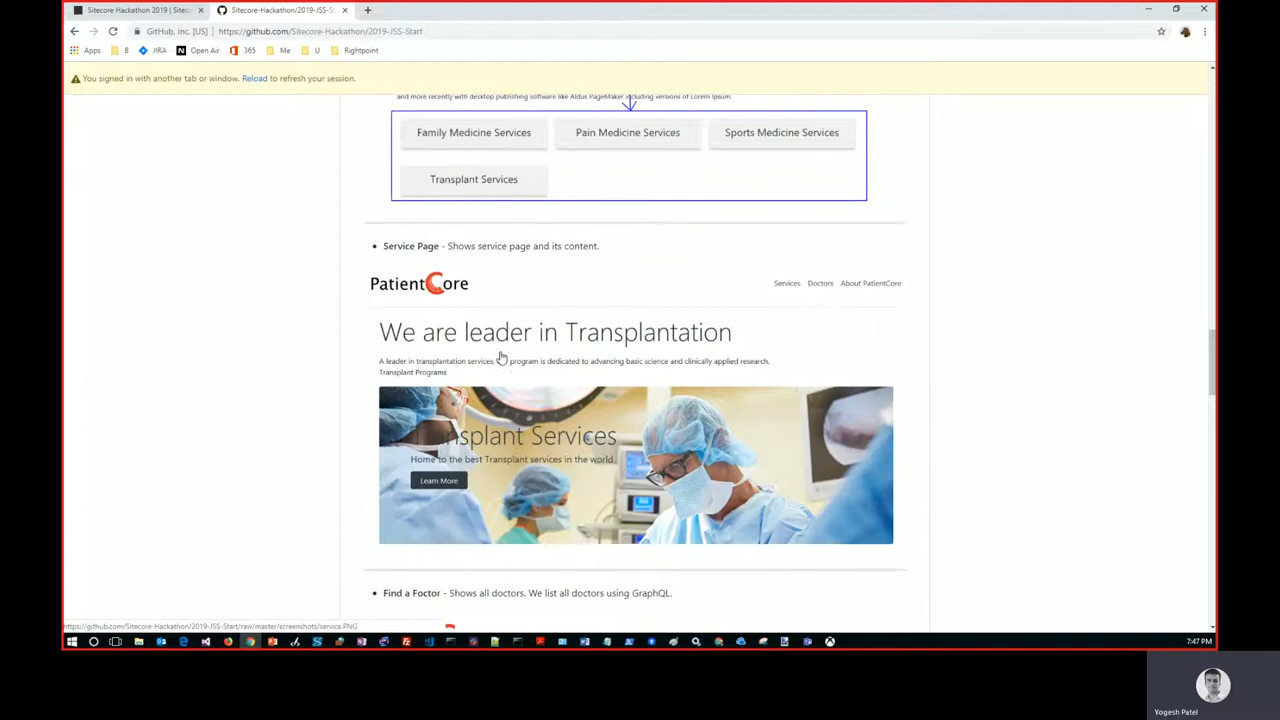 Sitecore Hackathon 2019 | Sitec
Sitecore-Hackathon/2019-JSS-S
GitHub, Inc. [US] | https://github.com/Sitecore-Hackathon/2019-JSS-Start
Apps B JIRA Open Air 365 Me U Rightpoint
You signed in with another tab or window. Reload to refresh your session.
and more recently with desktop publishing software like Aldus PageMaker including versions of Lorem Ipsum.
Family Medicine Services Pain Medicine Services Sports Medicine Services
Transplant Services
• Service Page - Shows service page and its content.
PatientCore Services Doctors About PatientCore
We are leader in Transplantation
A leader in transplantation services. program is dedicated to advancing basic science and clinically applied research.
Transplant Programs
Transplant Services
Home to the best Transplant services in the world.
Learn More
• Find a Foctor - Shows all doctors. We list all doctors using GraphQL.
https://github.com/Sitecore-Hackathon/2019-JSS-Start/raw/master/screenshots/service.PNG
7:47 PM
Yogesh Patel